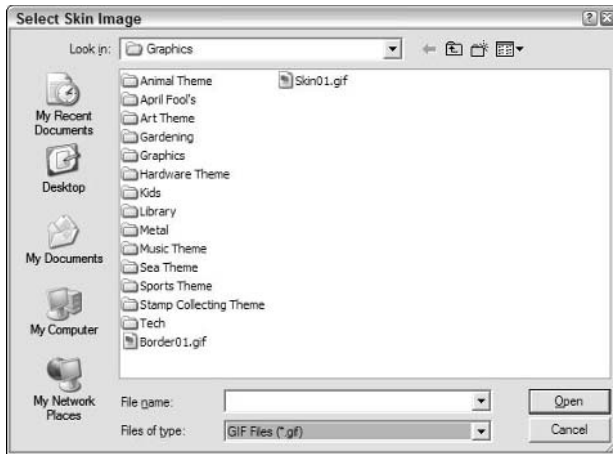 Select Skin Image
Look in:
Graphics
My Recent
Documents
Desktop
My Documents
My Computer
My Network
Places
Animal Theme
April Fool's
Art Theme
Gardening
Graphics
Hardware Theme
Kids
Library
Metal
Music Theme
Sea Theme
Sports Theme
Stamp Collecting Theme
Tech
Border01.gif
Skin01.gif
File name:
Open
Files of type:
GIF Files (*.gif)
Cancel